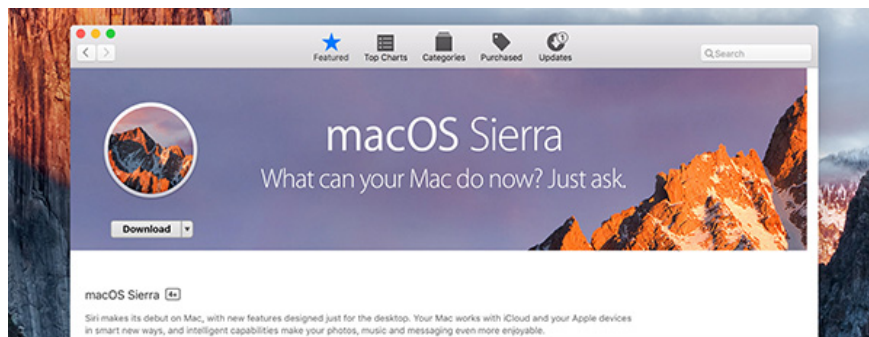 1
Featured Top Charts Categories Purchased Updates
Search
macOS Sierra
What can your Mac do now? Just ask.
Download
macOS Sierra 4+
Siri makes its debut on Mac, with new features designed just for the desktop. Your Mac works with iCloud and your Apple devices
in smart new ways, and intelligent capabilities make your photos, music and messaging even more enjoyable.